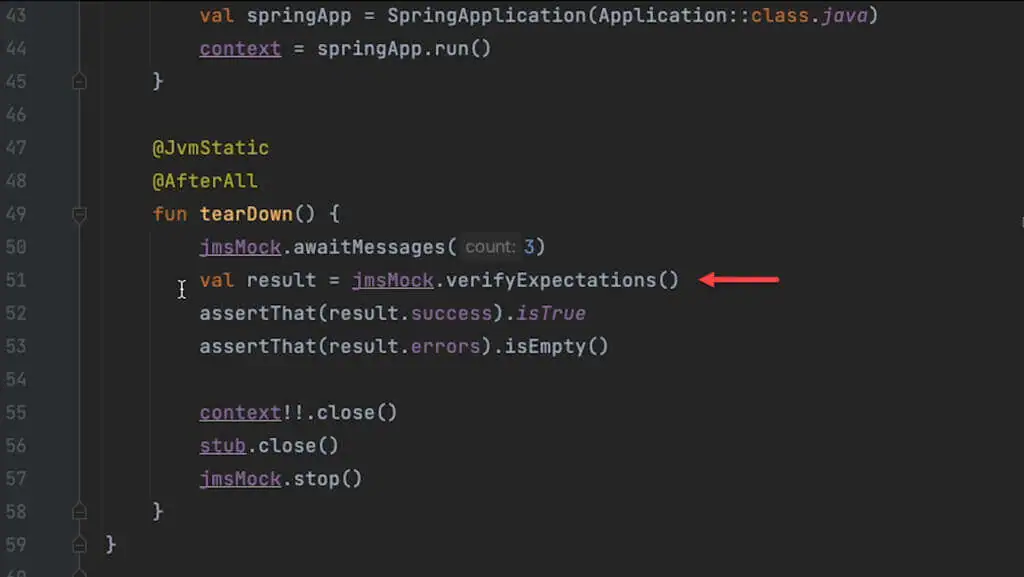 43 val springApp = SpringApplication(Application::class.java)
44 context = springApp.run()
45 }
46
47 @JvmStatic
48 @AfterAll
49 fun tearDown() {
50 jmsMock.awaitMessages( count: 3)
51 val result = jmsMock.verifyExpectations()
52 assertThat(result.success).isTrue
53 assertThat(result.errors).isEmpty()
54
55 context!!.close()
56 stub.close()
57 jmsMock.stop()
58 }
59 }